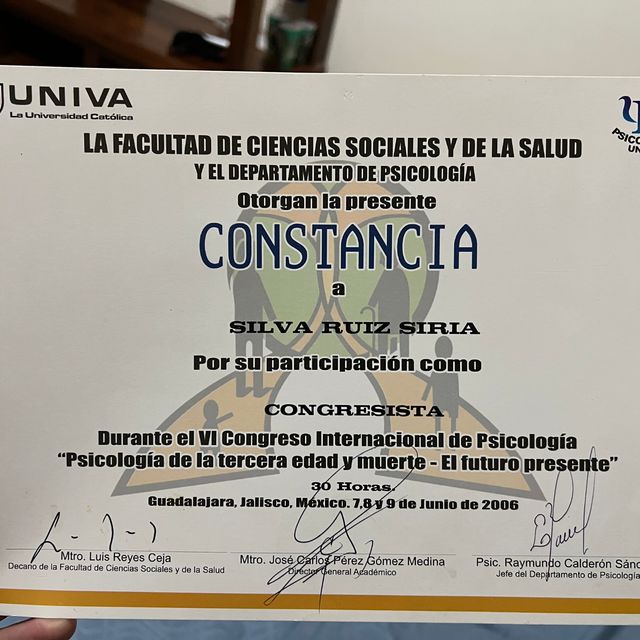 UNIVA
La Universidad Católica
LA FACULTAD DE CIENCIAS SOCIALES Y DE LA SALUD
Y EL DEPARTAMENTO DE PSICOLOGÍA
Otorgan la presente
CONSTANCIA
a
SILVA RUIZ SIRIA
Por su participación como
CONGRESISTA
Durante el VI Congreso Internacional de Psicología
“Psicología de la tercera edad y muerte - El futuro presente”
30 Horas.
Guadalajara, Jalisco, México. 7,8 y 9 de Junio de 2006
Mtro. Luis Reyes Ceja
Decano de la Facultad de Ciencias Sociales y de la Salud
Mtro. José Carlos Pérez Gómez Medina
Director General Académico
Psic. Raymundo Calderón Sánc
Jefe del Departamento de Psicología